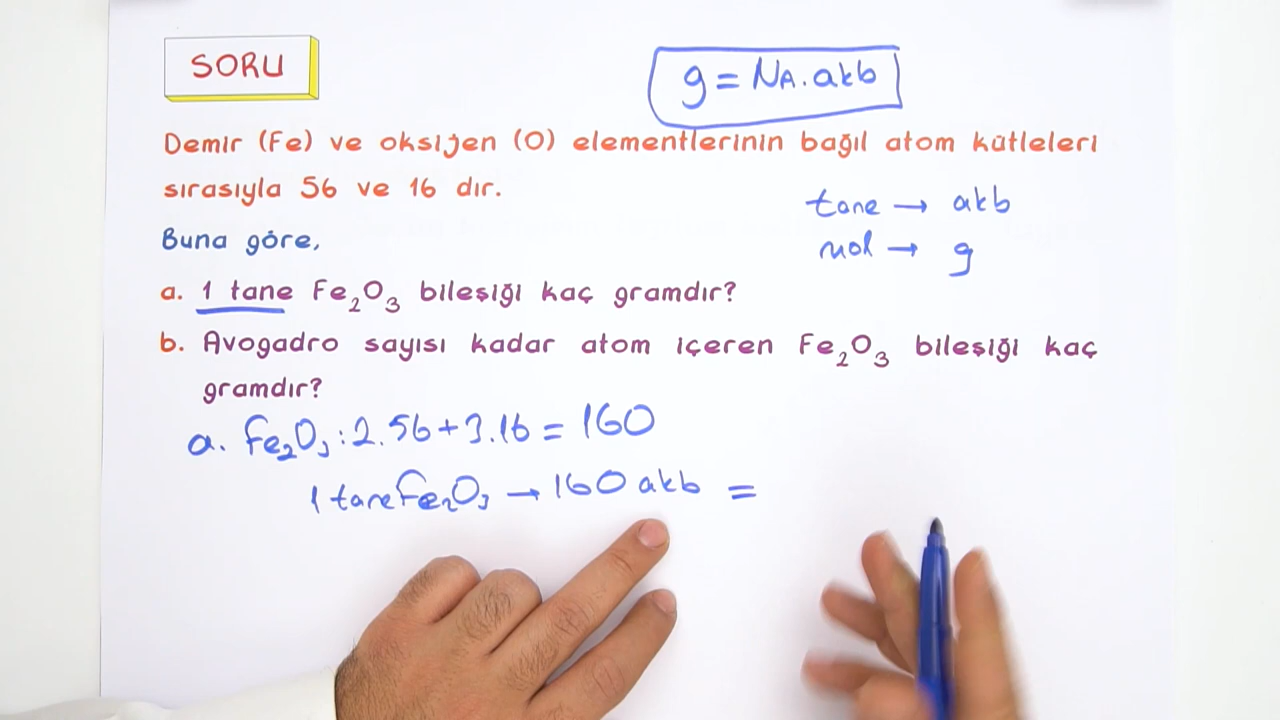 SORU
g = NA.akb
Demir (Fe) ve oksijen (O) elementlerinin bağıl atom kütleleri
sırasıyla 56 ve 16 dır.
tane → akb
Buna göre,
mol → g
a. 1 tane Fe₂O₃ bileşiği kaç gramdır?
b. Avogadro sayısı kadar atom içeren Fe₂O₃ bileşiği kaç
gramdır?
a. Fe₂O₃ : 2.56+3.16 = 160
1 tane Fe₂O₃ → 160 akb =